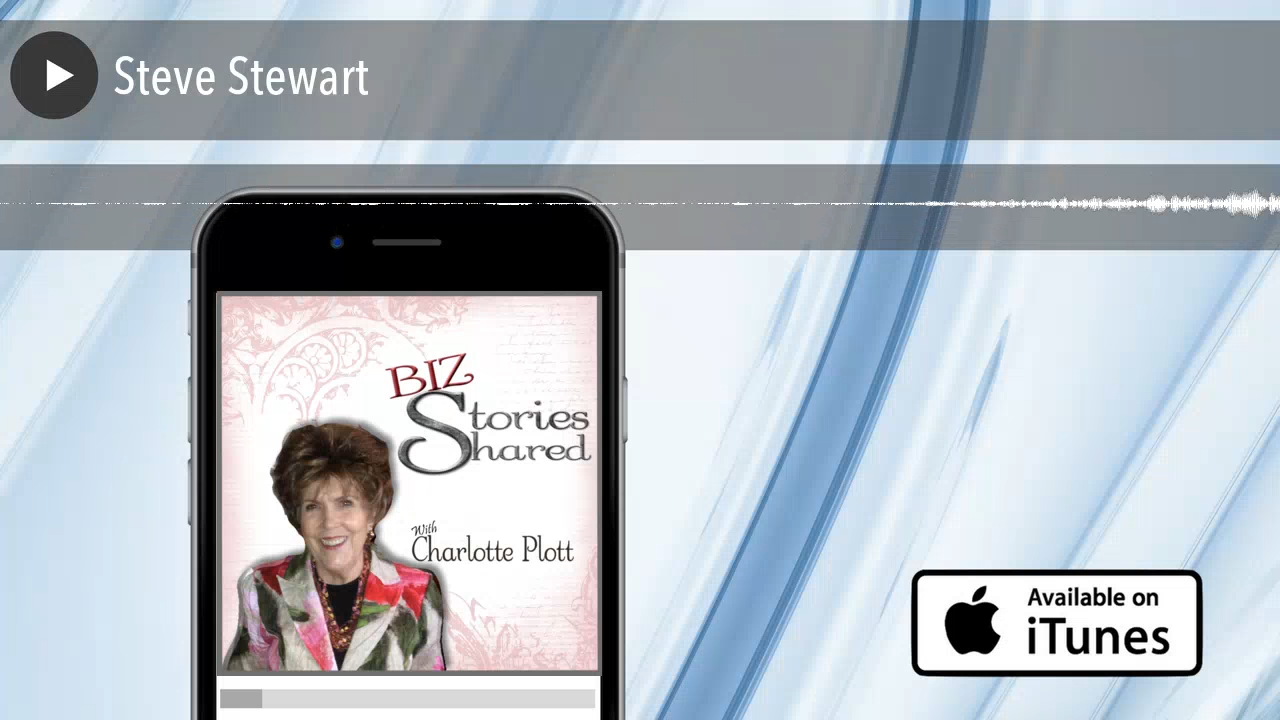 Steve Stewart
BIZ
Stories
Shared
With
Charlotte Plott
Available on
iTunes